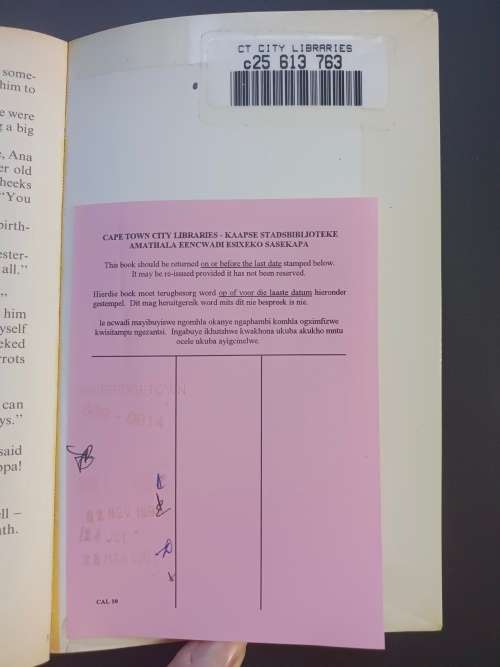 some-
him to
e were
g a big
e, Ana
er old
heeks
"You
birth-
ester-
all."
"
him
yself
eked
rrots
can
ys."
said
opa!
ell –
ath.
CT CITY LIBRARIES
c25 613 763
CAPE TOWN CITY LIBRARIES - KAAPSE STADSBIBLIOTEKE
AMATHALA EENCWADI ESIXEKO SASEKAPA
This book should be returned on or before the last date stamped below.
It may be re-issued provided it has not been reserved.
Hierdie boek moet terugbesorg word op of voor die laaste datum hieronder
gestempel. Dit mag heruitgereik word mits dit nie bespreek is nie.
le ncwadi mayibuyiswe ngomhla okanye ngaphambi komhla ogximfizwe
kwisitampu ngezantsi. Ingabuye ikhutshwe kwakhona ukuba akukho mntu
ocele ukuba ayigcinelwe.
CAL 10